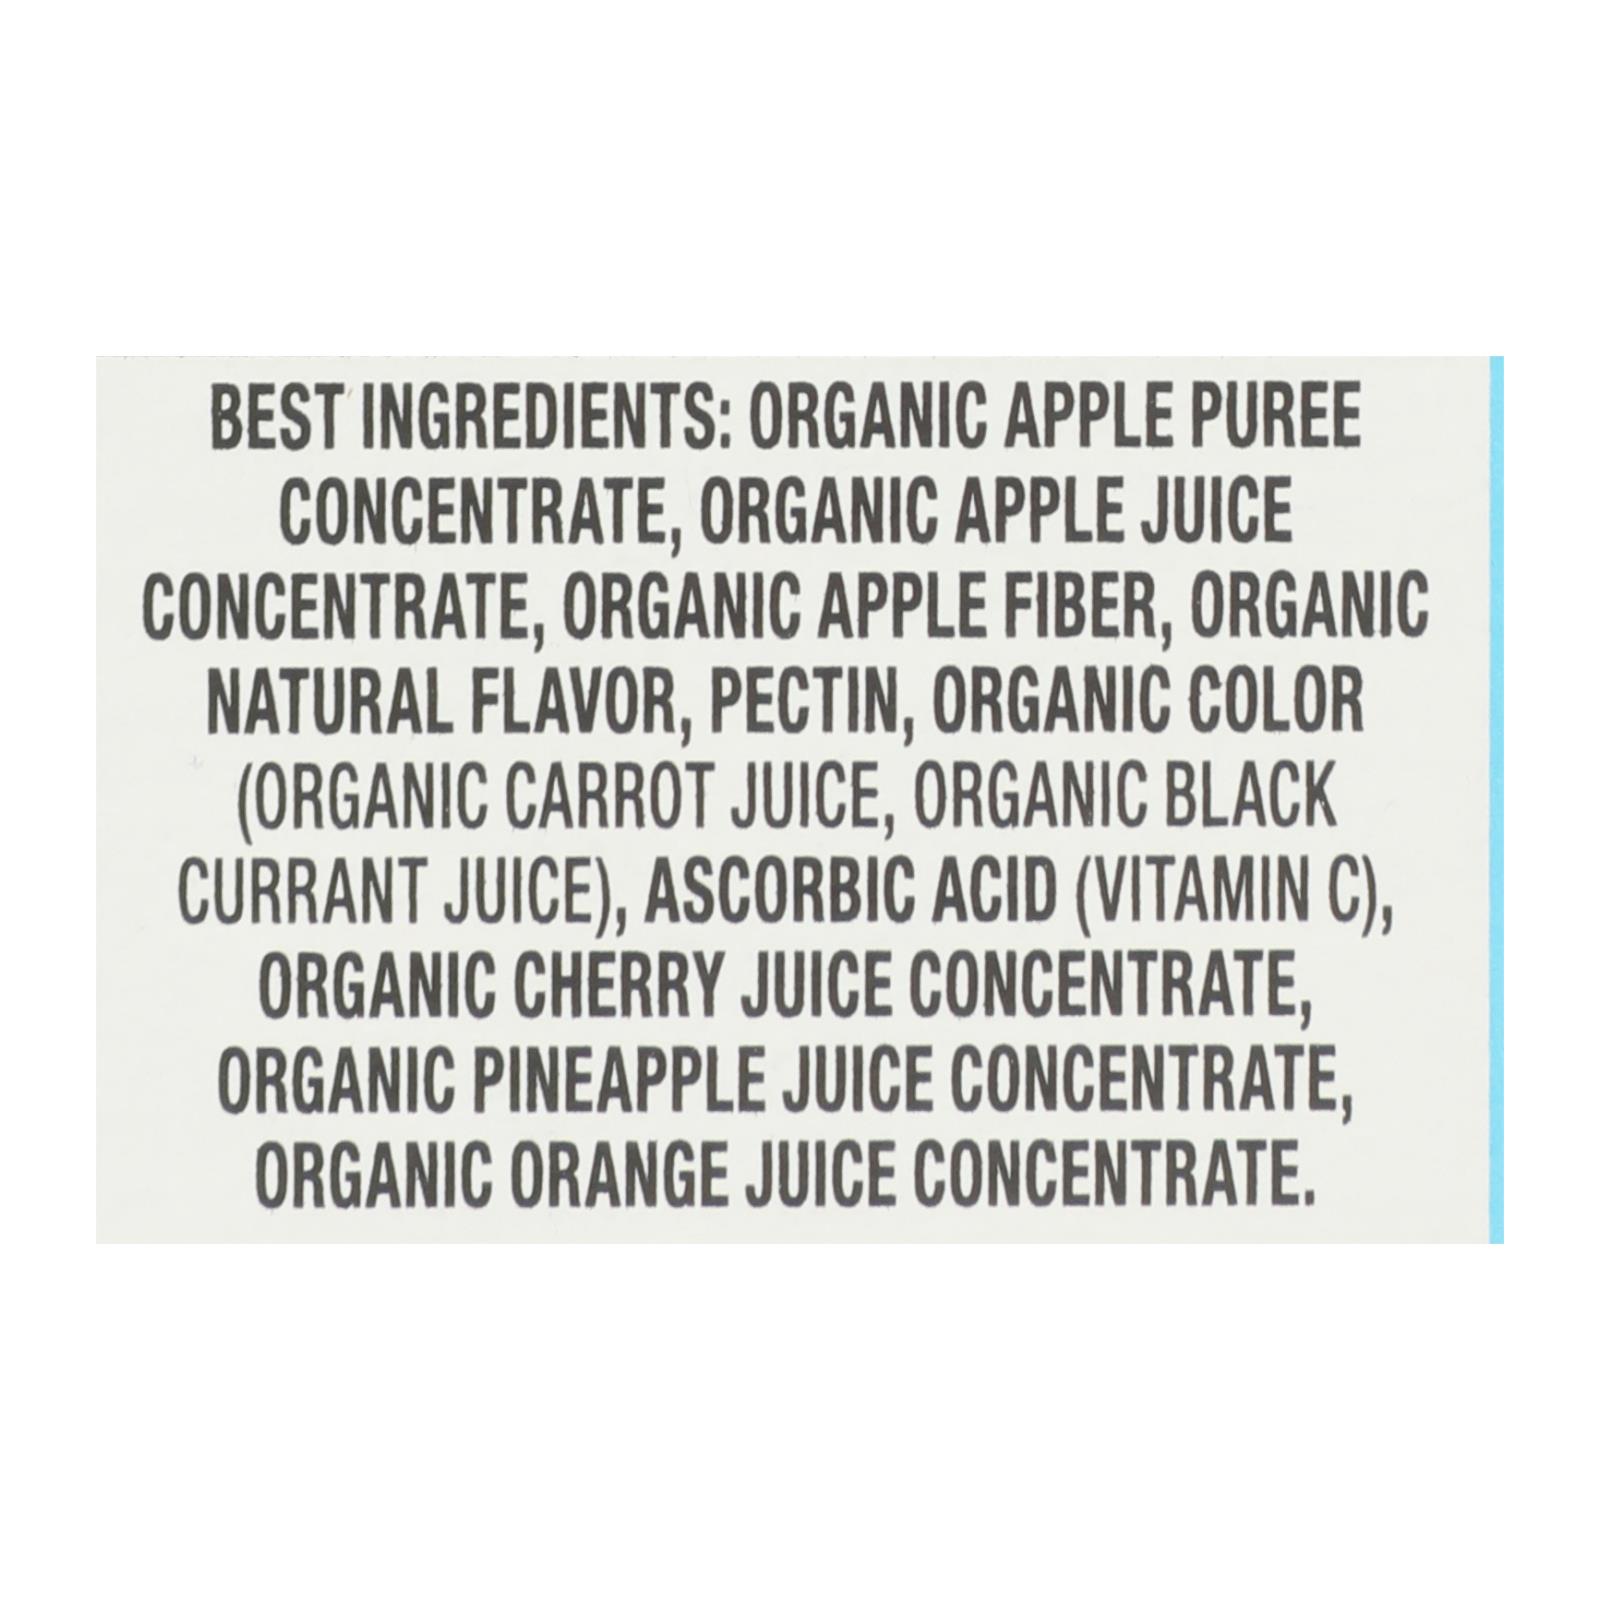 BEST INGREDIENTS: ORGANIC APPLE PUREE
CONCENTRATE, ORGANIC APPLE JUICE
CONCENTRATE, ORGANIC APPLE FIBER, ORGANIC
NATURAL FLAVOR, PECTIN, ORGANIC COLOR
(ORGANIC CARROT JUICE, ORGANIC BLACK
CURRANT JUICE), ASCORBIC ACID (VITAMIN C),
ORGANIC CHERRY JUICE CONCENTRATE,
ORGANIC PINEAPPLE JUICE CONCENTRATE,
ORGANIC ORANGE JUICE CONCENTRATE.